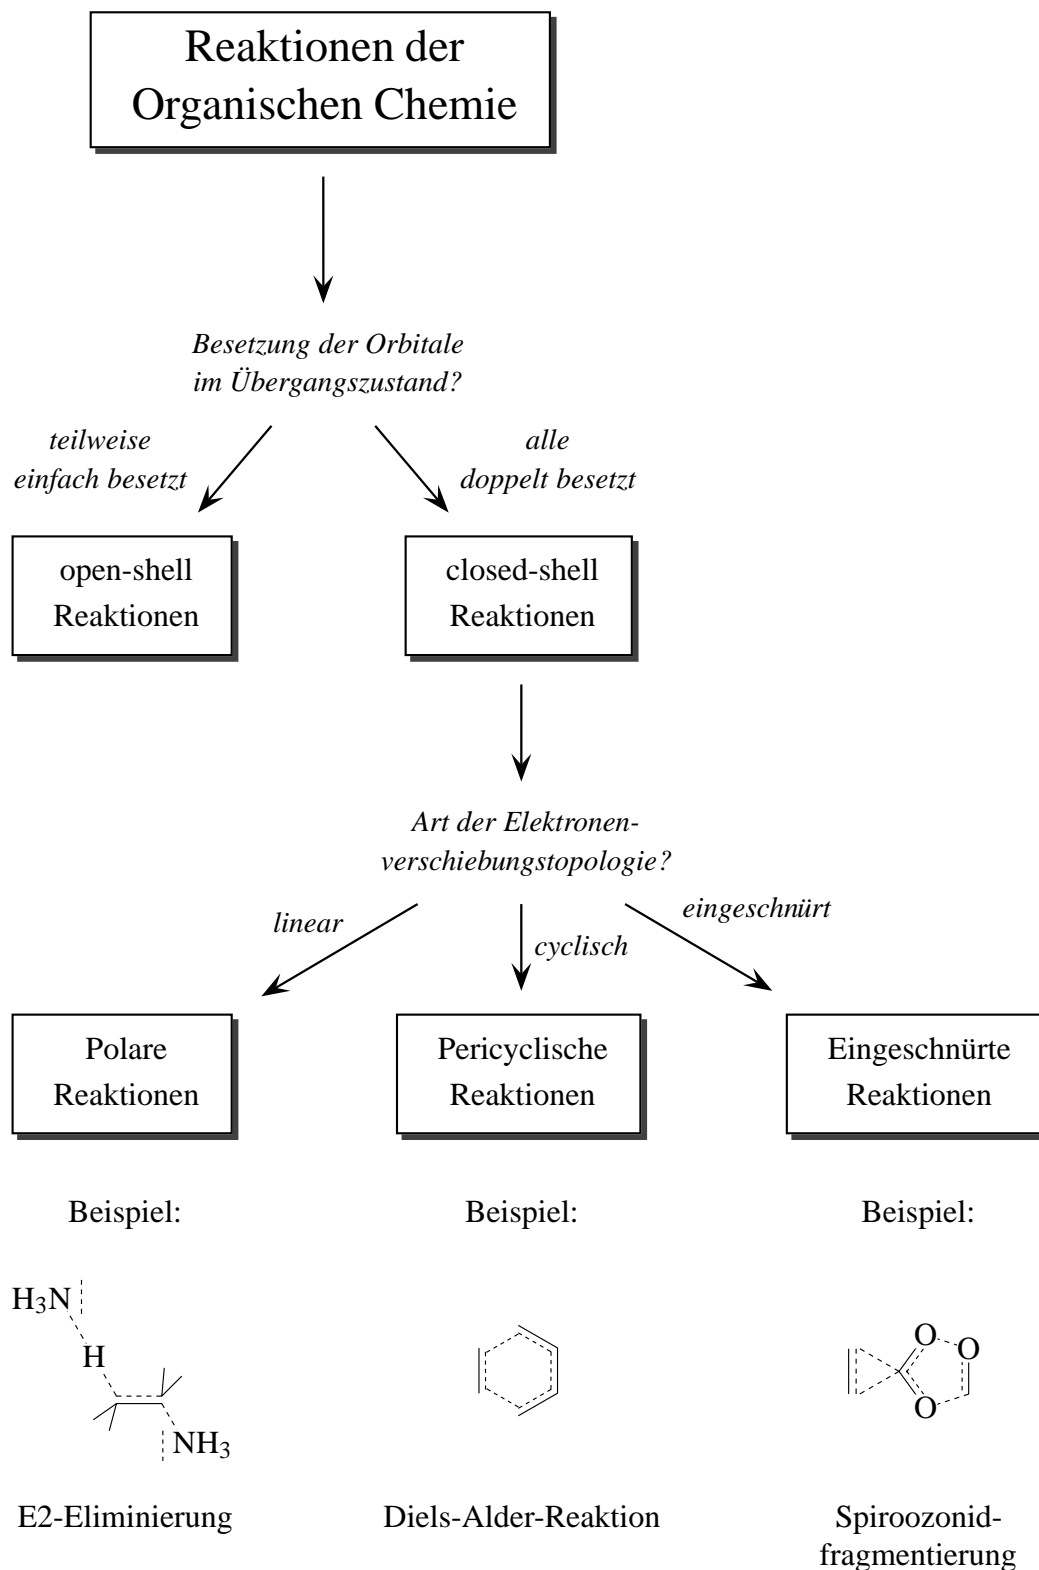 Reaktionen der
Organischen Chemie
Besetzung der Orbitale
im Übergangszustand?
teilweise
einfach besetzt
alle
doppelt besetzt
open-shell
Reaktionen
closed-shell
Reaktionen
Art der Elektronen-
verschiebungstopologie?
linear
cyclisch
eingeschnürt
Polare
Reaktionen
Pericyclische
Reaktionen
Eingeschnürte
Reaktionen
Beispiel:
Beispiel:
Beispiel:
H3N
H
NH3
O
O
O
E2-Eliminierung
Diels-Alder-Reaktion
Spiroozonid-
fragmentierung